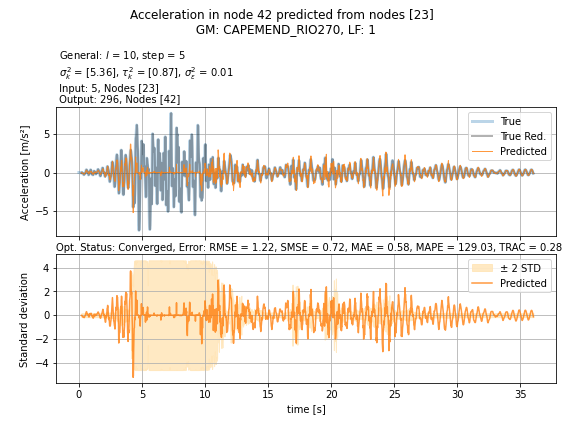 Acceleration in node 42 predicted from nodes [23]
GM: CAPEMEND_RIO270, LF: 1
General: l = 10, step = 5
σ²_k = [5.36], τ²_k = [0.87], σ²_ε = 0.01
Input: 5, Nodes [23]
Output: 296, Nodes [42]
Acceleration [m/s²]
5
0
−5
True
True Red.
Predicted
Opt. Status: Converged, Error: RMSE = 1.22, SMSE = 0.72, MAE = 0.58, MAPE = 129.03, TRAC = 0.28
Standard deviation
4
2
0
−2
−4
± 2 STD
Predicted
0 5 10 15 20 25 30 35
time [s]